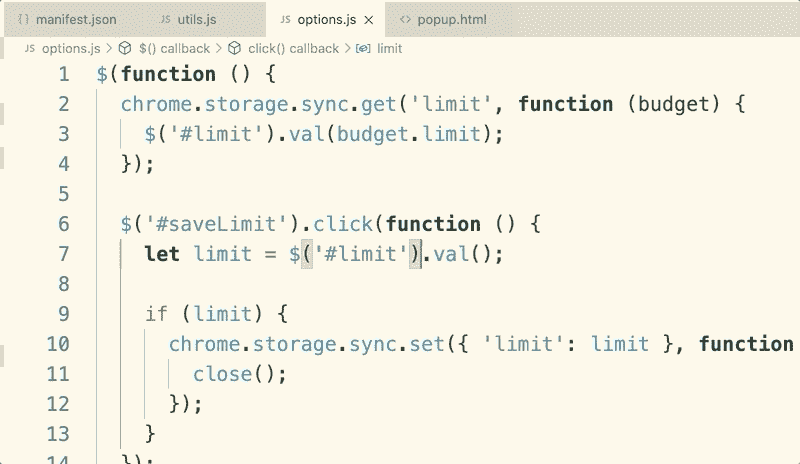 {} manifest.json JS utils.js JS options.js × <> popup.html
JS options.js > $() callback > click() callback > limit
1 $(function () {
2 chrome.storage.sync.get('limit', function (budget) {
3 $('#limit').val(budget.limit);
4 });
5
6 $('#saveLimit').click(function () {
7 let limit = $('#limit').val();
8
9 if (limit) {
10 chrome.storage.sync.set({ 'limit': limit }, function
11 close();
12 });
13 }
14 });